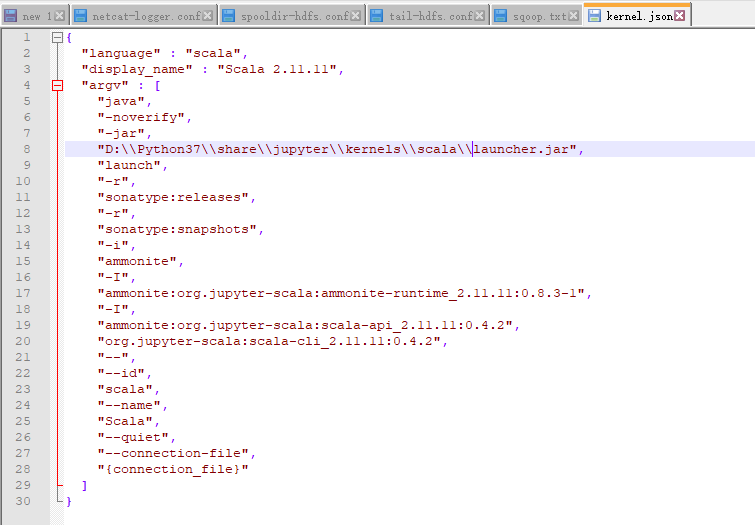 new 1 netcat-logger.conf spooldir-hdfs.conf tail-hdfs.conf sqoop.txt kernel.json
1 {
2 "language" : "scala",
3 "display_name" : "Scala 2.11.11",
4 "argv" : [
5 "java",
6 "-noverify",
7 "-jar",
8 "D:\\Python37\\share\\jupyter\\kernels\\scala\\launcher.jar",
9 "launch",
10 "-r",
11 "sonatype:releases",
12 "-r",
13 "sonatype:snapshots",
14 "-i",
15 "ammonite",
16 "-I",
17 "ammonite:org.jupyter-scala:ammonite-runtime_2.11.11:0.8.3-1",
18 "-I",
19 "ammonite:org.jupyter-scala:scala-api_2.11.11:0.4.2",
20 "org.jupyter-scala:scala-cli_2.11.11:0.4.2",
21 "--",
22 "--id",
23 "scala",
24 "--name",
25 "Scala",
26 "--quiet",
27 "--connection-file",
28 "{connection_file}"
29 ]
30 }